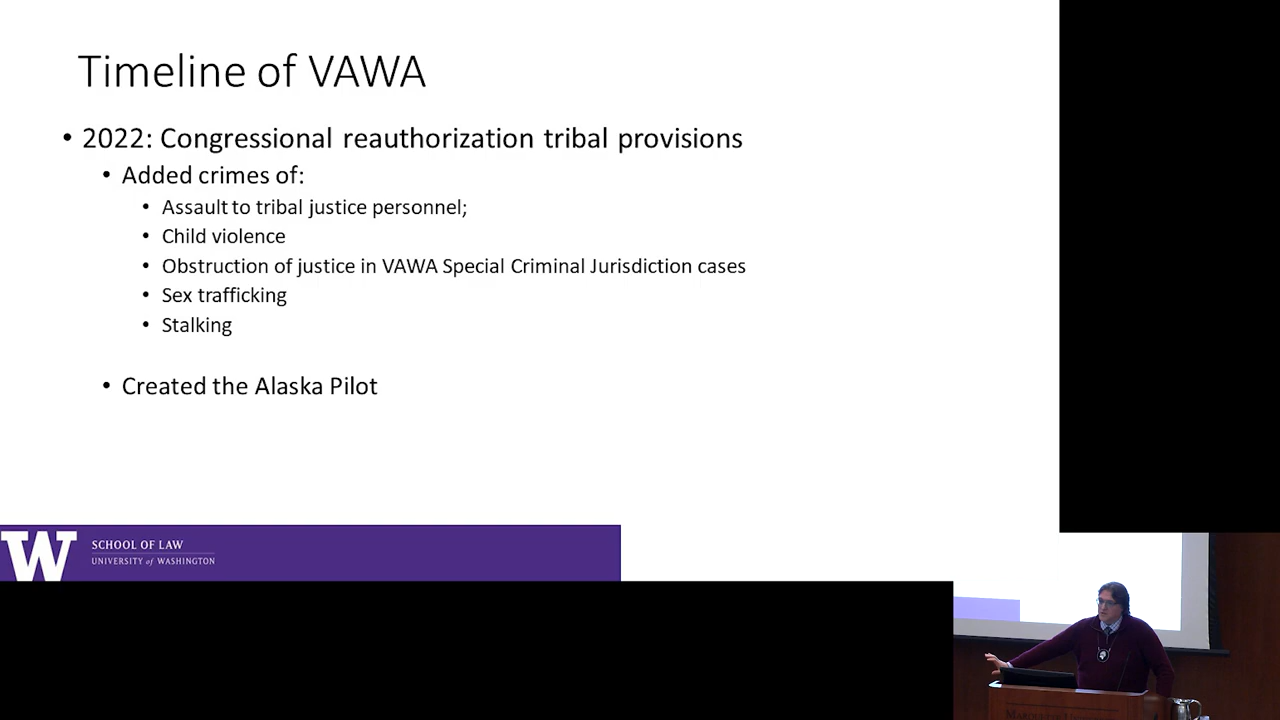 Timeline of VAWA
• 2022: Congressional reauthorization tribal provisions
• Added crimes of:
• Assault to tribal justice personnel;
• Child violence
• Obstruction of justice in VAWA Special Criminal Jurisdiction cases
• Sex trafficking
• Stalking
• Created the Alaska Pilot
W
SCHOOL OF LAW
UNIVERSITY of WASHINGTON